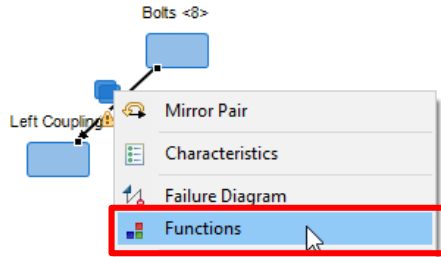 Bolts <8>
Left Coupling
Mirror Pair
Characteristics
Failure Diagram
Functions